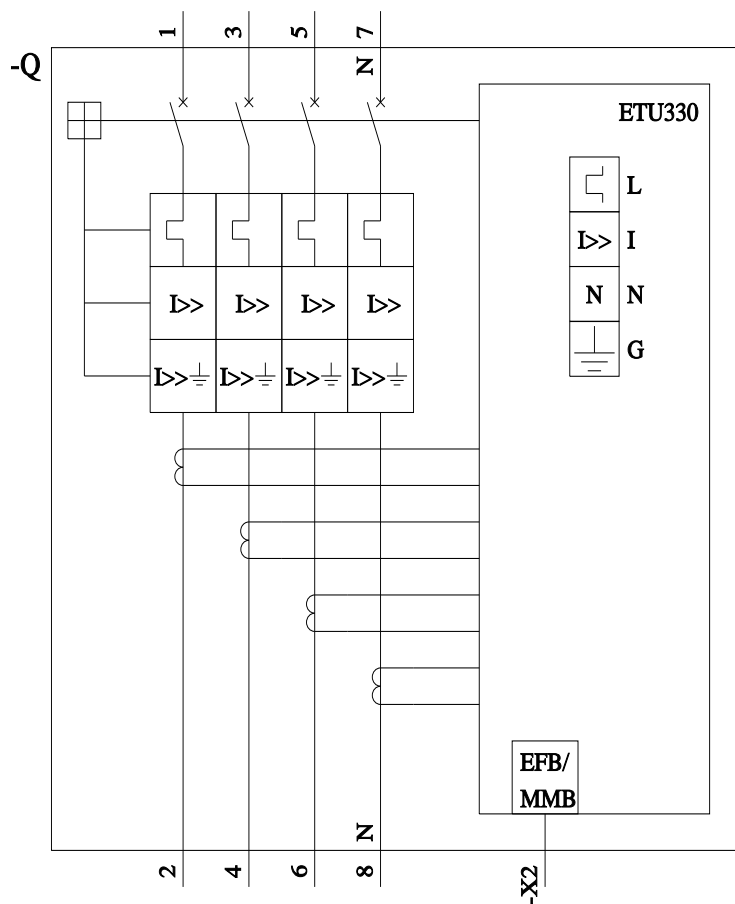 1 3 5 7
-Q
N
ETU330
L
I>> I
N N
G
I>> I>> I>> I>>
I>> I>> I>> I>>
EFB/
MMB
N
2 4 6 8
-X2